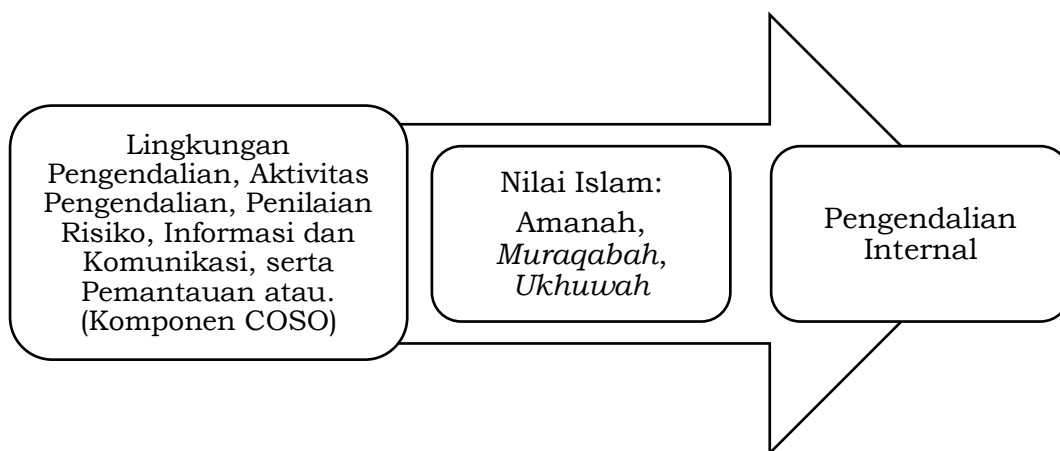 Lingkungan
Pengendalian, Aktivitas
Pengendalian, Penilaian
Risiko, Informasi dan
Komunikasi, serta
Pemantauan atau.
(Komponen COSO)
Nilai Islam:
Amanah,
Muraqabah,
Ukhuwah
Pengendalian
Internal